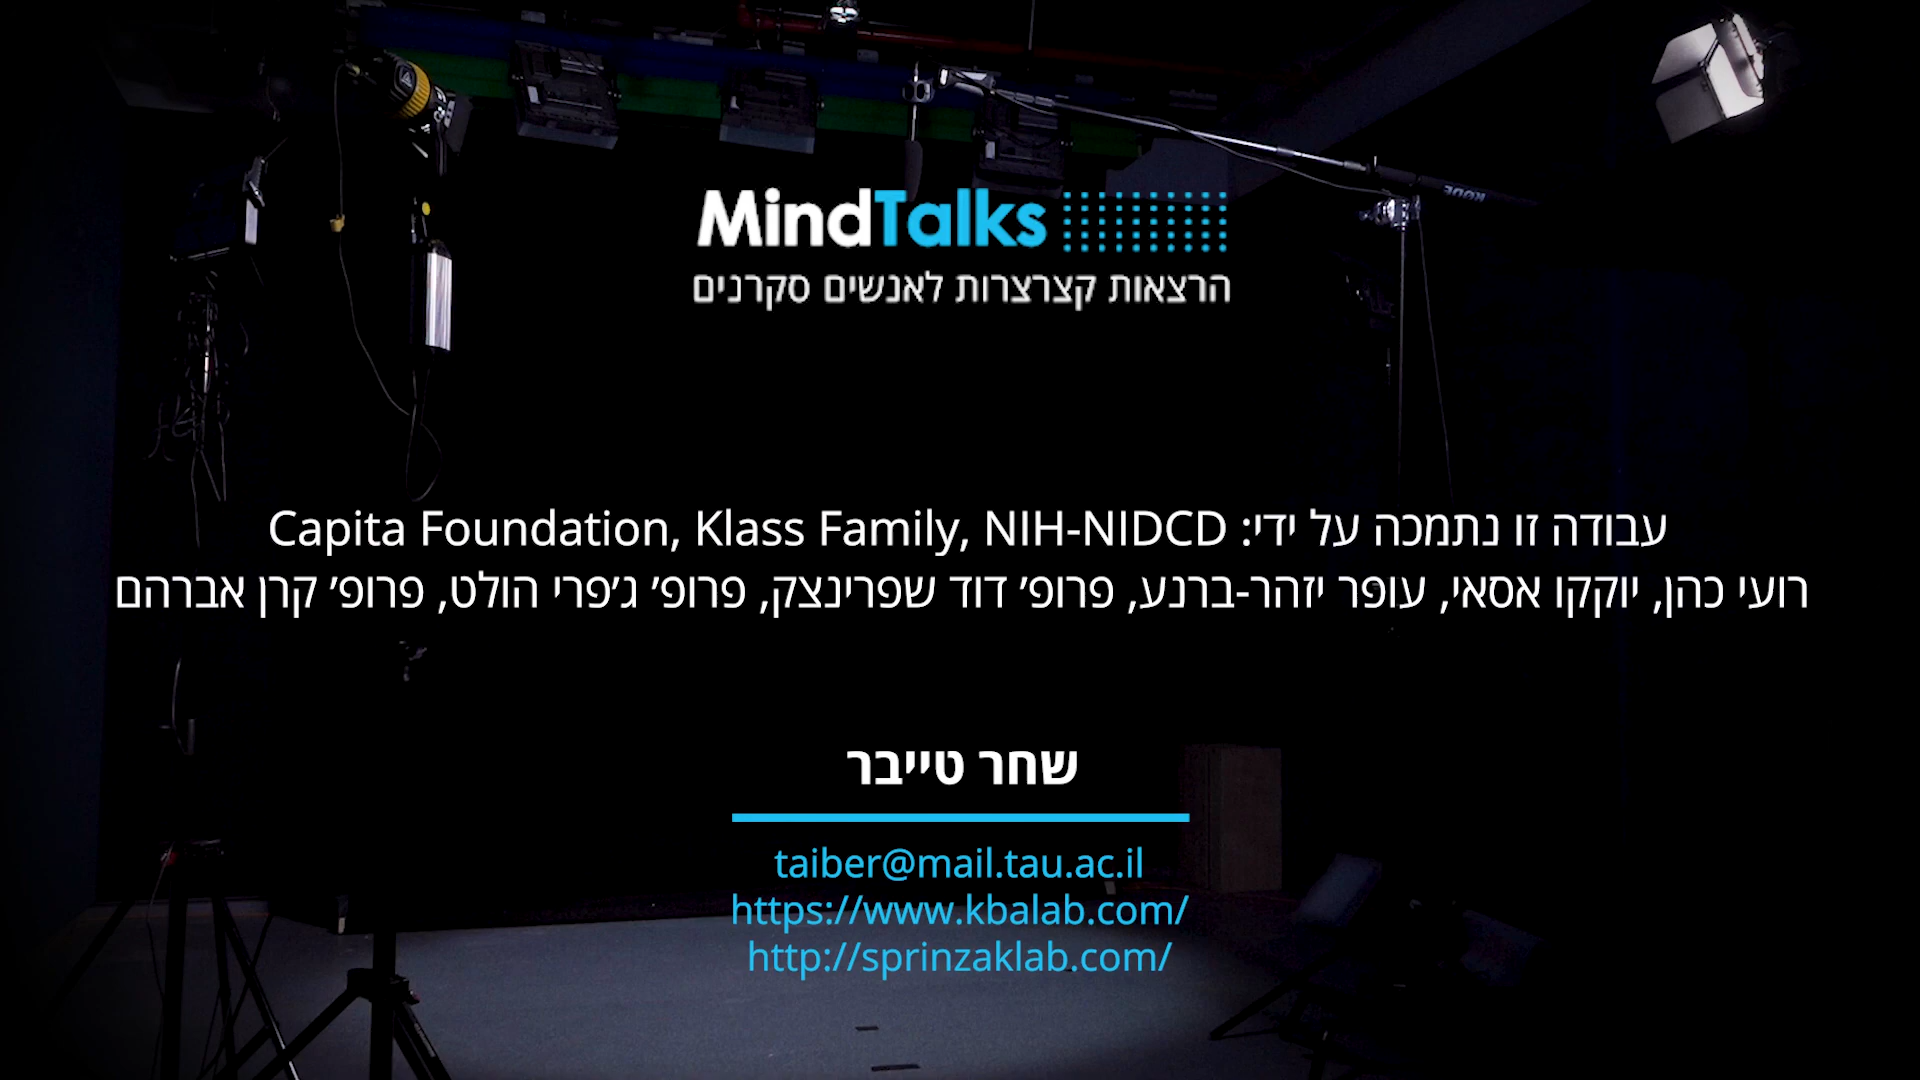 MindTalks
הרצאות קצרצרות לאנשים סקרנים
RODE
עבודה זו נתמכה על ידי: Capita Foundation, Klass Family, NIH-NIDCD
רועי כהן, יוקקו אסאי, עופר יזהר-ברנע, פרופ׳ דוד שפרינצק, פרופ׳ ג׳פרי הולט, פרופ׳ קרן אברהם
שחר טייבר
taiber@mail.tau.ac.il
https://www.kbalab.com/
http://sprinzaklab.com/